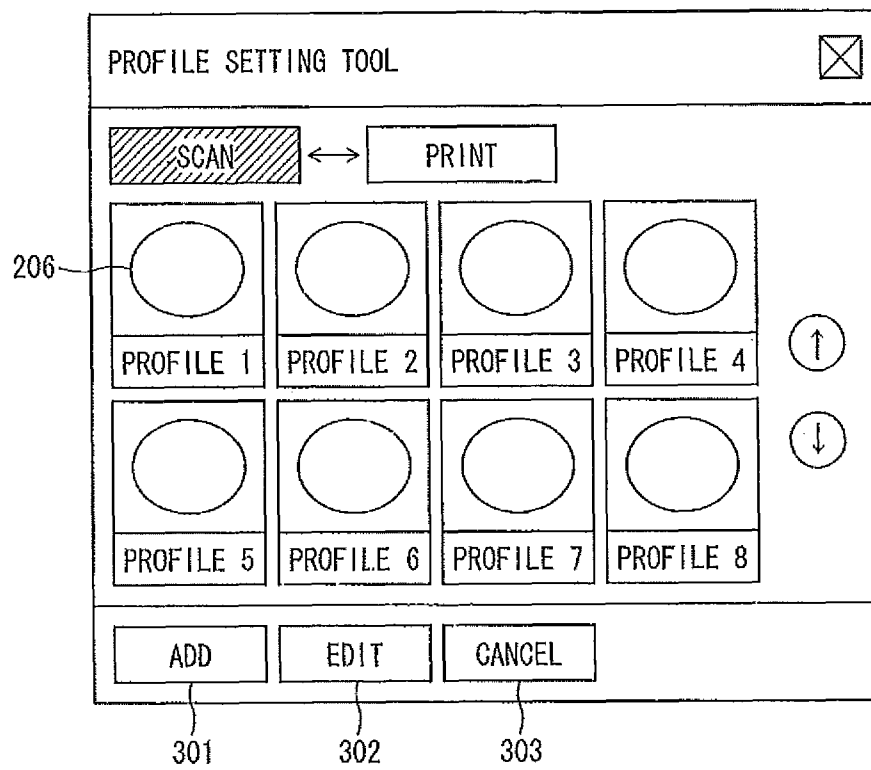 PROFILE SETTING TOOL
SCAN ↔ PRINT
206
PROFILE 1 PROFILE 2 PROFILE 3 PROFILE 4
↑
↓
PROFILE 5 PROFILE 6 PROFILE 7 PROFILE 8
ADD EDIT CANCEL
301 302 303